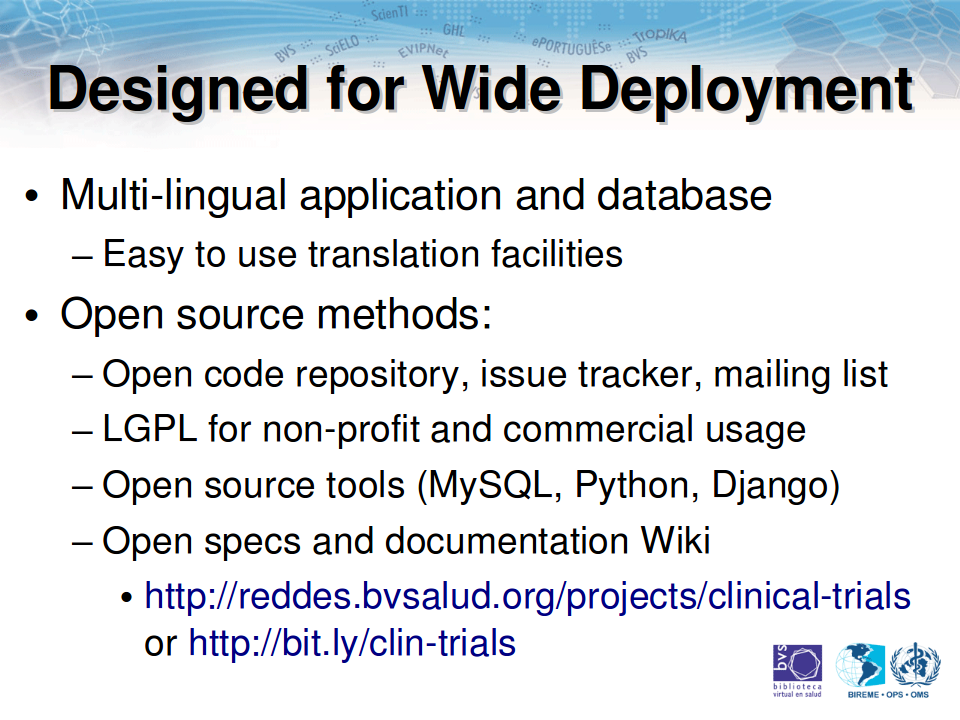 BVS ::: SciELO ::: ScienTI ::: EVIPNet ::: GHL ::: ePORTUGUÊSe ::: BVS ::: TropIKA
Designed for Wide Deployment
• Multi-lingual application and database
– Easy to use translation facilities
• Open source methods:
– Open code repository, issue tracker, mailing list
– LGPL for non-profit and commercial usage
– Open source tools (MySQL, Python, Django)
– Open specs and documentation Wiki
• http://reddes.bvsalud.org/projects/clinical-trials
or http://bit.ly/clin-trials
bvs
biblioteca
virtual en salud
BIREME • OPS • OMS